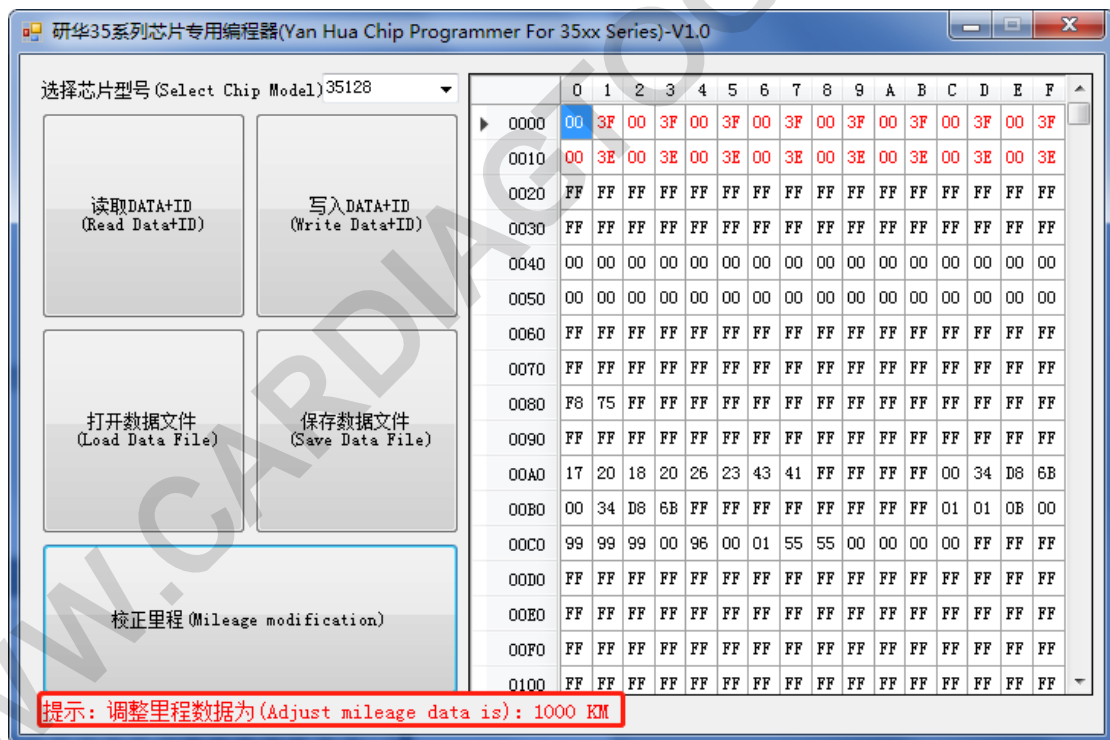 研华35系列芯片专用编程器(Yan Hua Chip Programmer For 35xx Series)-V1.0
选择芯片型号(Select Chip Model) 35128
读取DATA+ID
(Read Data+ID)
写入DATA+ID
(Write Data+ID)
打开数据文件
(Load Data File)
保存数据文件
(Save Data File)
校正里程(Mileage modification)
0 1 2 3 4 5 6 7 8 9 A B C D E F
0000 00 3F 00 3F 00 3F 00 3F 00 3F 00 3F 00 3F 00 3F
0010 00 3E 00 3E 00 3E 00 3E 00 3E 00 3E 00 3E 00 3E
0020 FF FF FF FF FF FF FF FF FF FF FF FF FF FF FF FF
0030 FF FF FF FF FF FF FF FF FF FF FF FF FF FF FF FF
0040 00 00 00 00 00 00 00 00 00 00 00 00 00 00 00 00
0050 00 00 00 00 00 00 00 00 00 00 00 00 00 00 00 00
0060 FF FF FF FF FF FF FF FF FF FF FF FF FF FF FF FF
0070 FF FF FF FF FF FF FF FF FF FF FF FF FF FF FF FF
0080 F8 75 FF FF FF FF FF FF FF FF FF FF FF FF FF FF
0090 FF FF FF FF FF FF FF FF FF FF FF FF FF FF FF FF
00A0 17 20 18 20 26 23 43 41 FF FF FF FF 00 34 D8 6B
00B0 00 34 D8 6B FF FF FF FF FF FF FF FF 01 01 0B 00
00C0 99 99 99 00 96 00 01 55 55 00 00 00 00 FF FF FF
00D0 FF FF FF FF FF FF FF FF FF FF FF FF FF FF FF FF
00E0 FF FF FF FF FF FF FF FF FF FF FF FF FF FF FF FF
00F0 FF FF FF FF FF FF FF FF FF FF FF FF FF FF FF FF
0100 FF FF FF FF FF FF FF FF FF FF FF FF FF FF FF FF
提示: 调整里程数据为(Adjust mileage data is): 1000 KM
WW.CARDIAGTOO